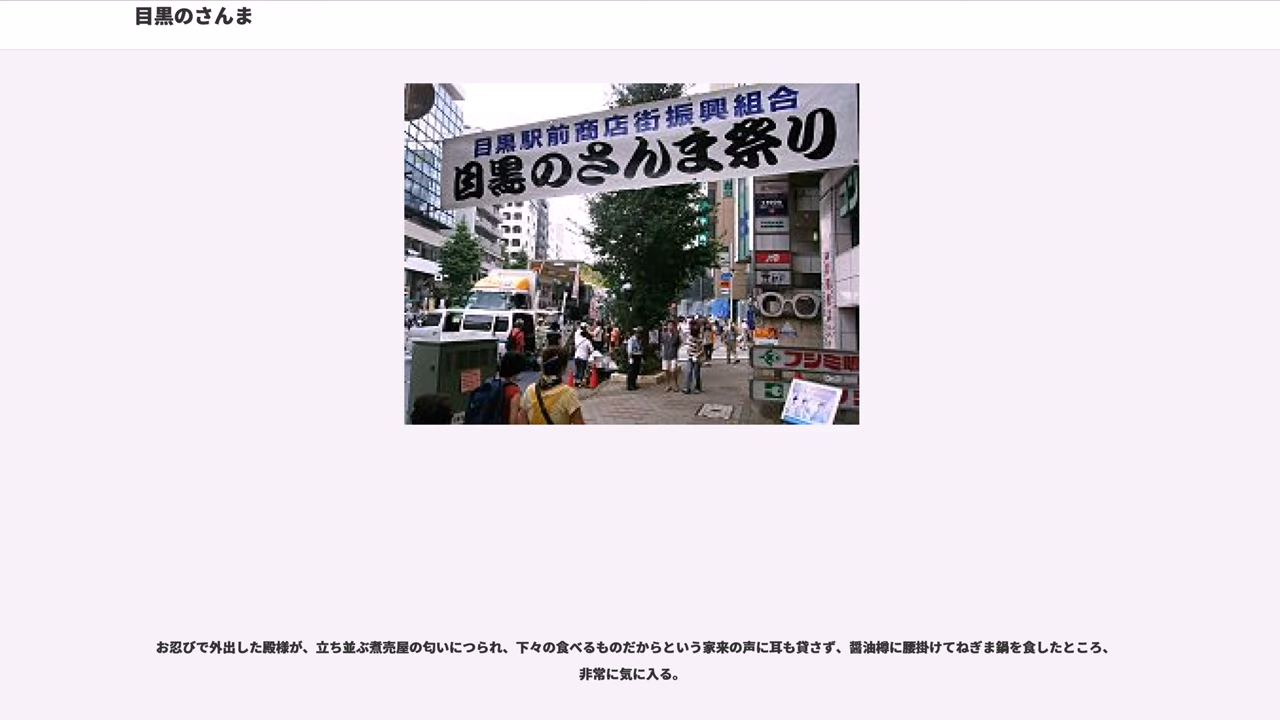 目黒のさんま
目黒駅前商店街振興組合
目黒のさんま祭り
フジミ
お忍びで外出した殿様が、立ち並ぶ煮売屋の匂いにつられ、下々の食べるものだからという家来の声に耳も貸さず、醤油樽に腰掛けてねぎま鍋を食したところ、
非常に気に入る。